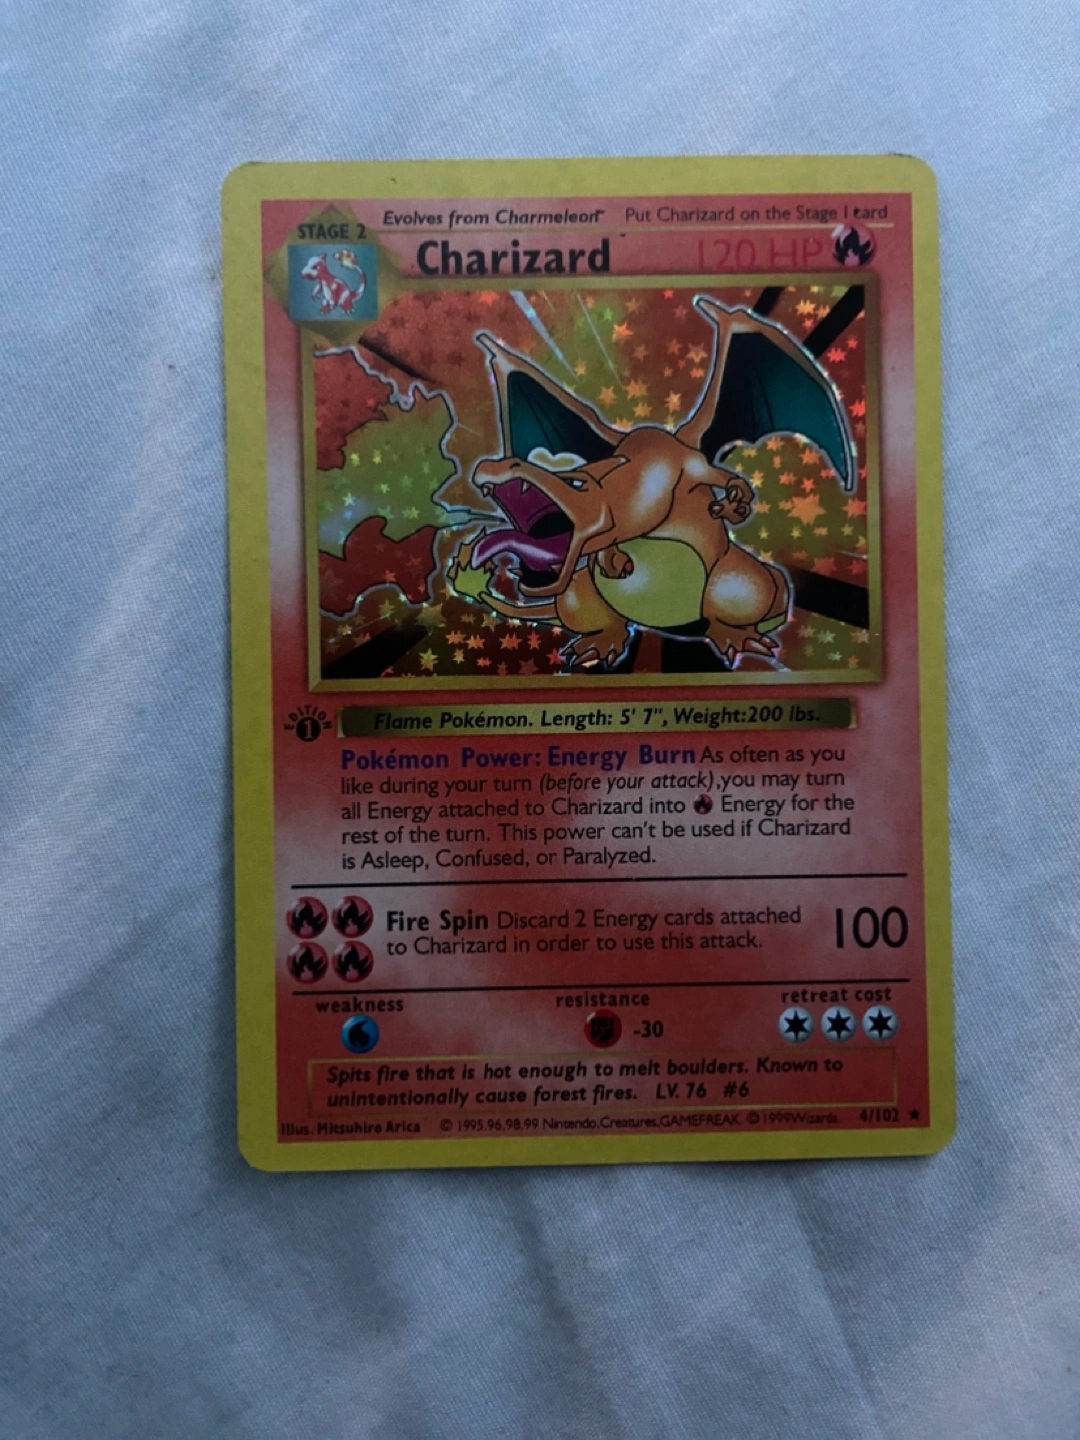 Evolves from Charmeleon Put Charizard on the Stage 1 card
STAGE 2
Charizard 120 HP
EDITION 1
Flame Pokémon. Length: 5' 7", Weight:200 lbs.
Pokémon Power: Energy Burn As often as you
like during your turn (before your attack),you may turn
all Energy attached to Charizard into Energy for the
rest of the turn. This power can't be used if Charizard
is Asleep, Confused, or Paralyzed.
Fire Spin Discard 2 Energy cards attached
to Charizard in order to use this attack.
100
weakness resistance retreat cost
-30
Spits fire that is hot enough to melt boulders. Known to
unintentionally cause forest fires. LV. 76 #6
Illus. Mitsuhiro Arica © 1995.96.98.99 Nintendo,Creatures,GAMEFREAK. ©1999Wizards. 4/102 ★